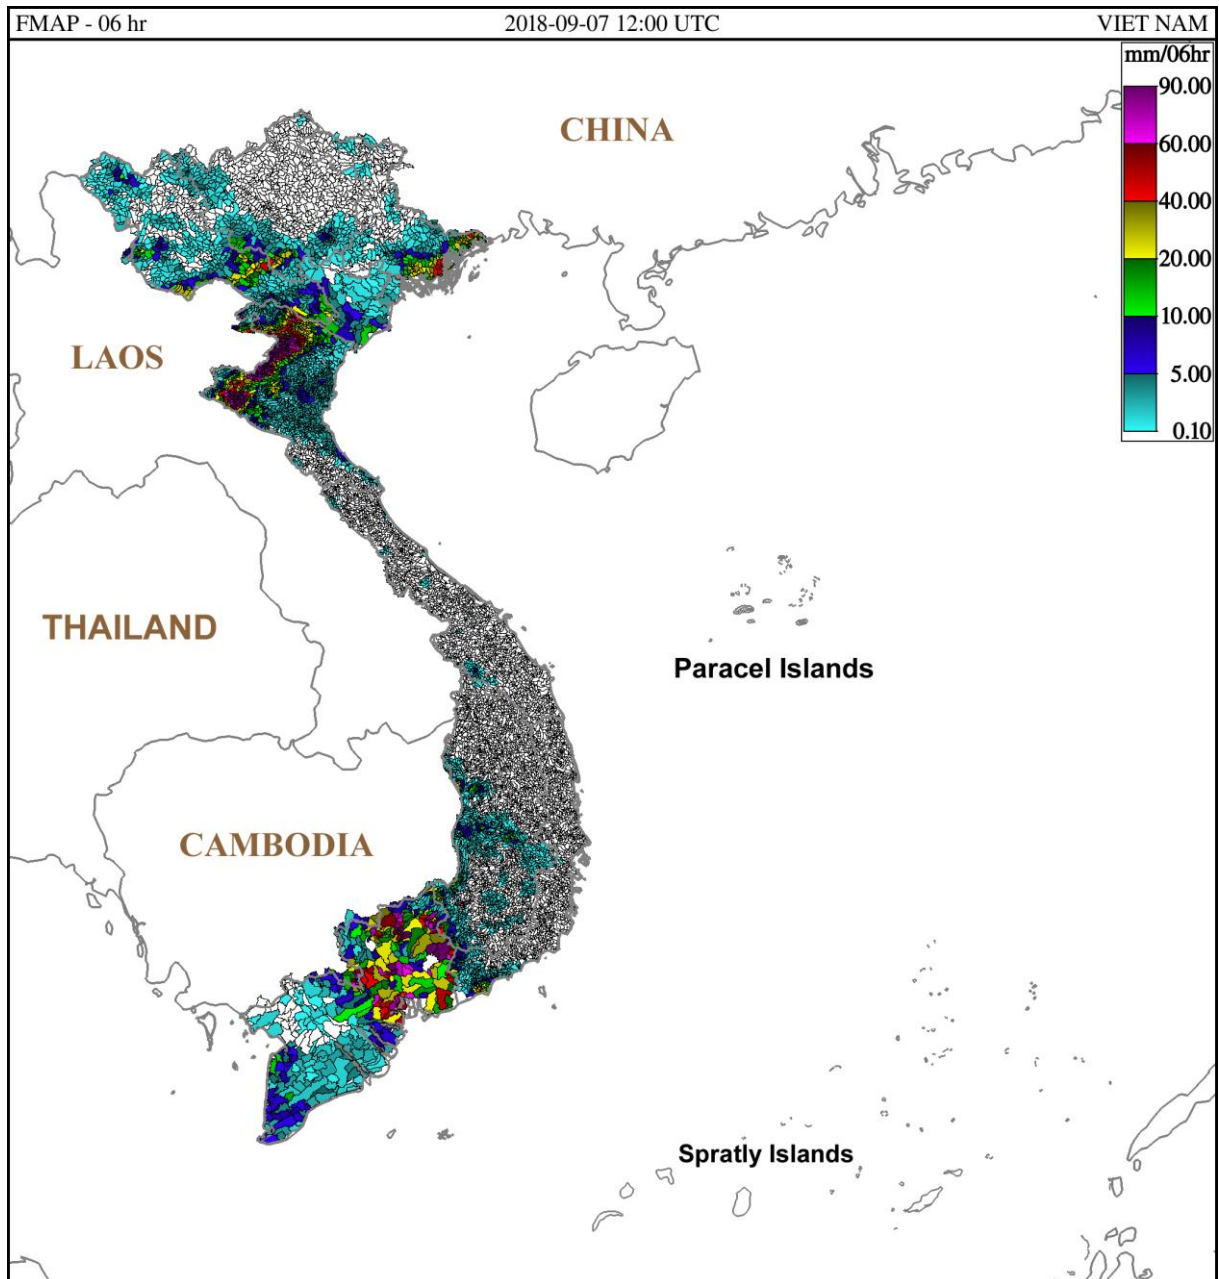 FMAP - 06 hr
2018-09-07 12:00 UTC
VIET NAM
mm/06hr
90.00
60.00
40.00
20.00
10.00
5.00
0.10
CHINA
LAOS
THAILAND
Paracel Islands
CAMBODIA
Spratly Islands